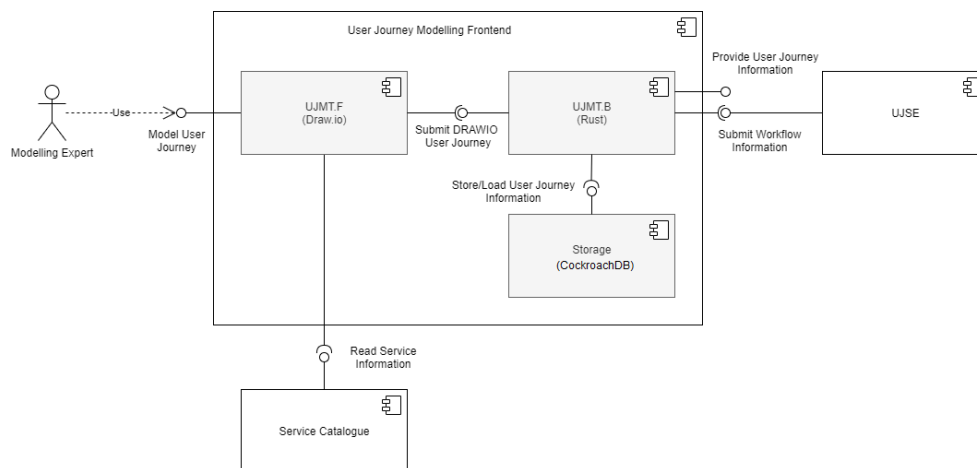 User Journey Modelling Frontend
Provide User Journey
Information
UJMT.F
(Draw.io)
UJMT.B
(Rust)
UJSE
Use
Model User
Journey
Modelling Expert
Submit DRAWIO
User Journey
Submit Workflow
Information
Store/Load User Journey
Information
Storage
(CockroachDB)
Read Service
Information
Service Catalogue